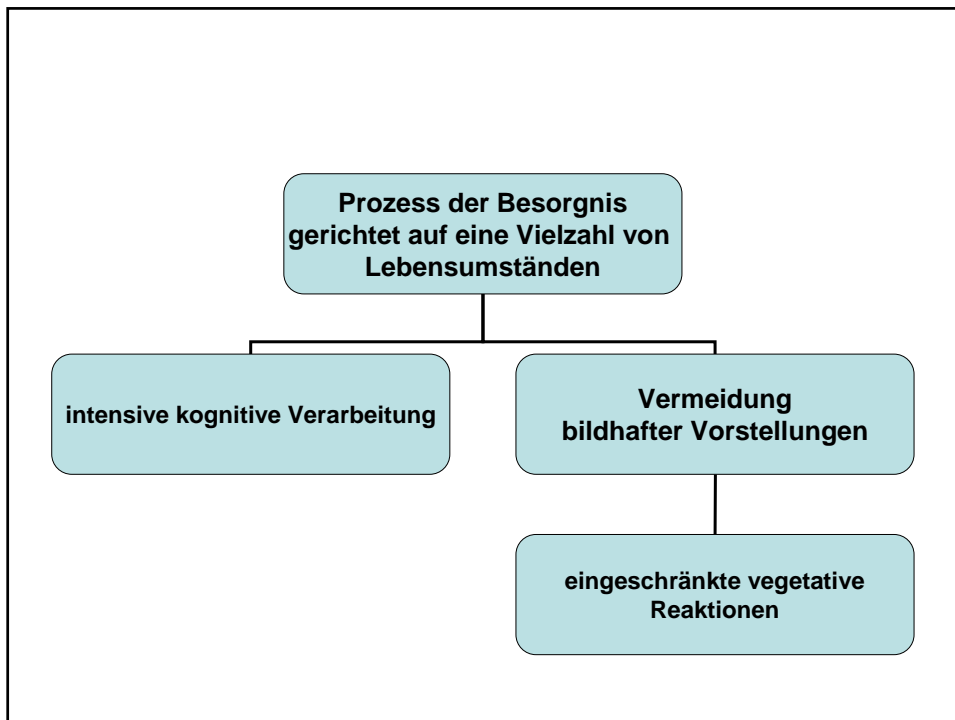 Prozess der Besorgnis
gerichtet auf eine Vielzahl von
Lebensumständen
intensive kognitive Verarbeitung
Vermeidung
bildhafter Vorstellungen
eingeschränkte vegetative
Reaktionen